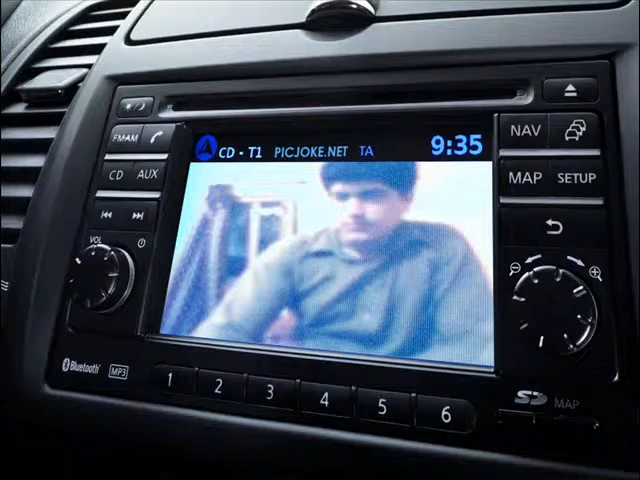 CD - T1 PICJOKE.NET TA 9:35
FM·AM
CD AUX
VOL
Bluetooth MP3
1 2 3 4 5 6
NAV
MAP SETUP
SD MAP